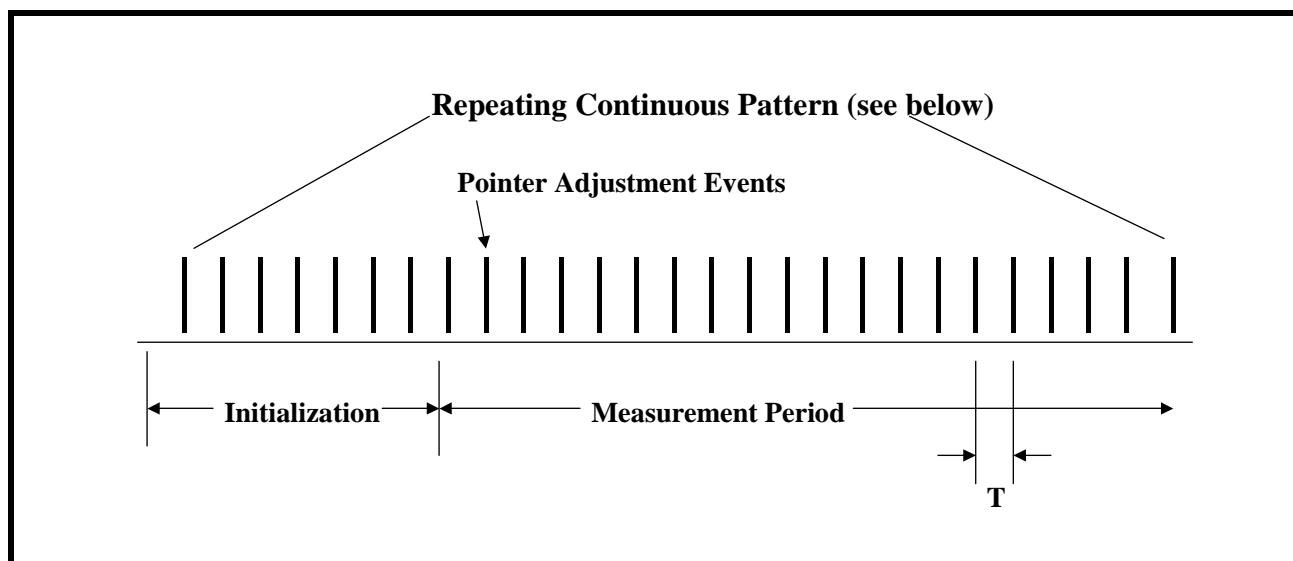 Repeating Continuous Pattern (see below)
Pointer Adjustment Events
Initialization
Measurement Period
T